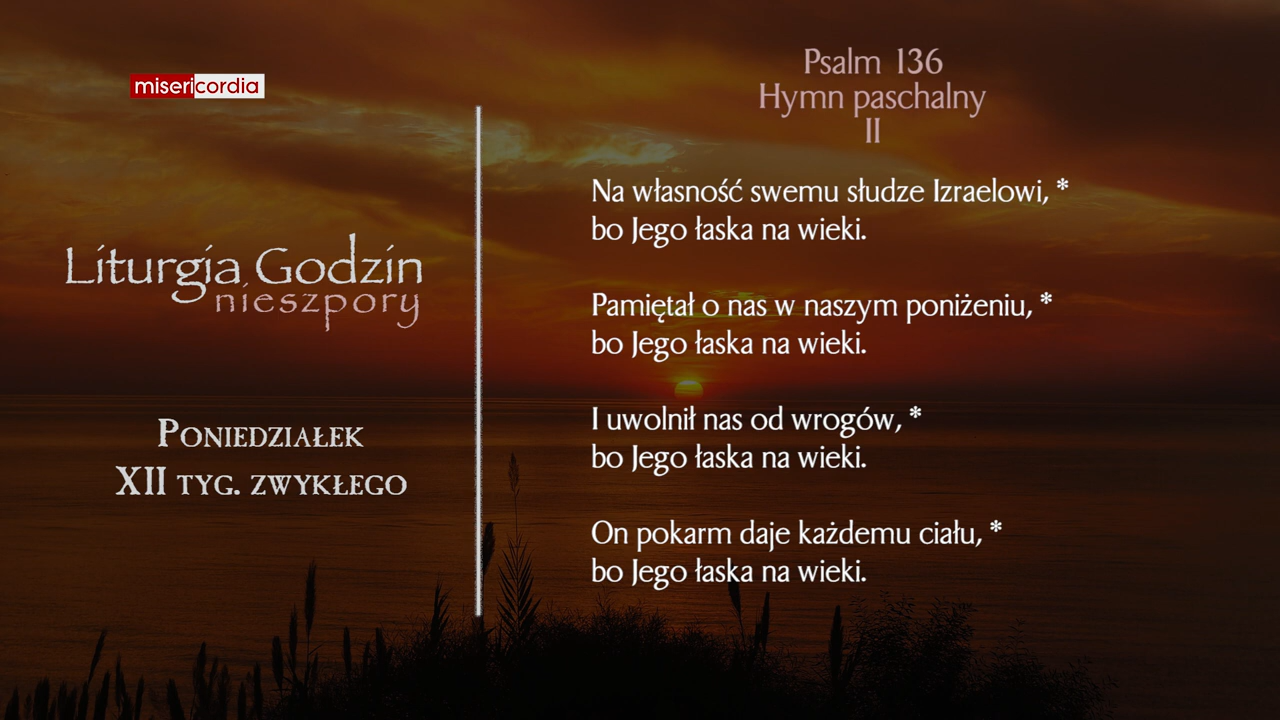 misericordia
Liturgia Godzin
nieszpory
Poniedziałek
XII tyg. zwykłego
Psalm 136
Hymn paschalny
II
Na własność swemu słudze Izraelowi, *
bo Jego łaska na wieki.
Pamiętał o nas w naszym poniżeniu, *
bo Jego łaska na wieki.
I uwolnił nas od wrogów, *
bo Jego łaska na wieki.
On pokarm daje każdemu ciału, *
bo Jego łaska na wieki.